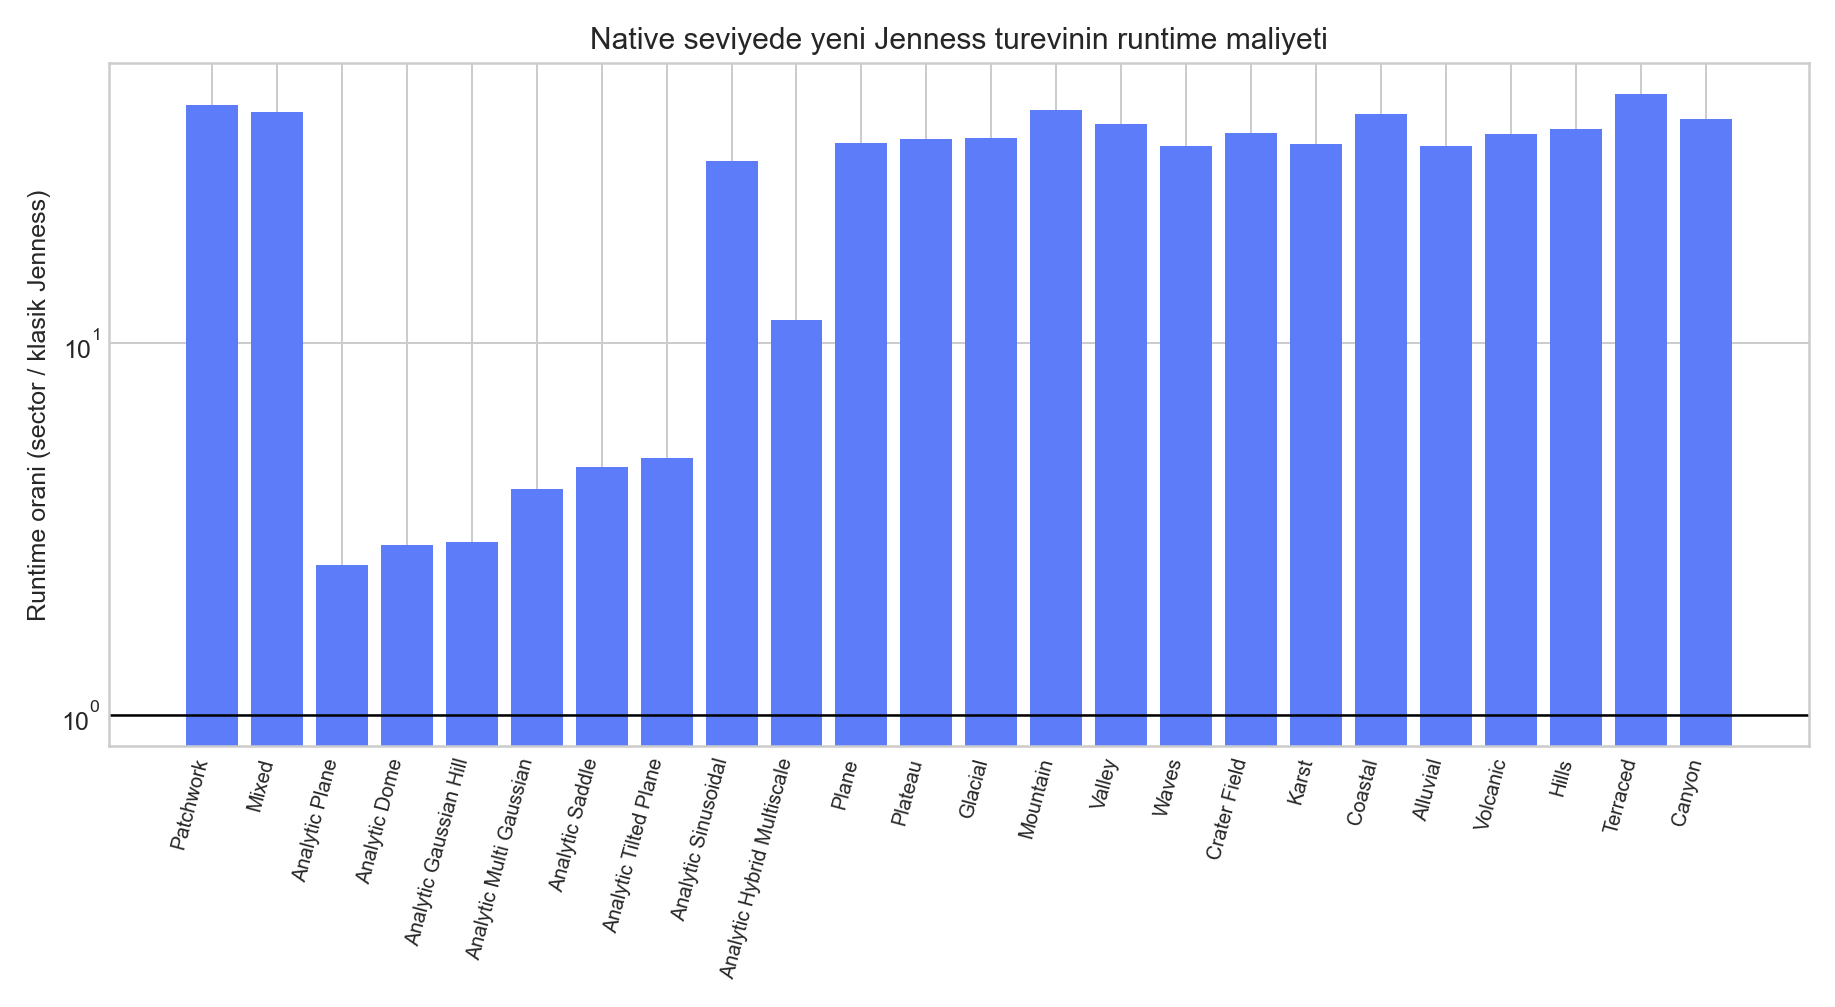 Native seviyede yeni Jenness turevinin runtime maliyeti
Runtime orani (sector / klasik Jenness)
10^1
10^0
Patchwork
Mixed
Analytic Plane
Analytic Dome
Analytic Gaussian Hill
Analytic Multi Gaussian
Analytic Saddle
Analytic Tilted Plane
Analytic Sinusoidal
Analytic Hybrid Multiscale
Plane
Plateau
Glacial
Mountain
Valley
Waves
Crater Field
Karst
Coastal
Alluvial
Volcanic
Hills
Terraced
Canyon